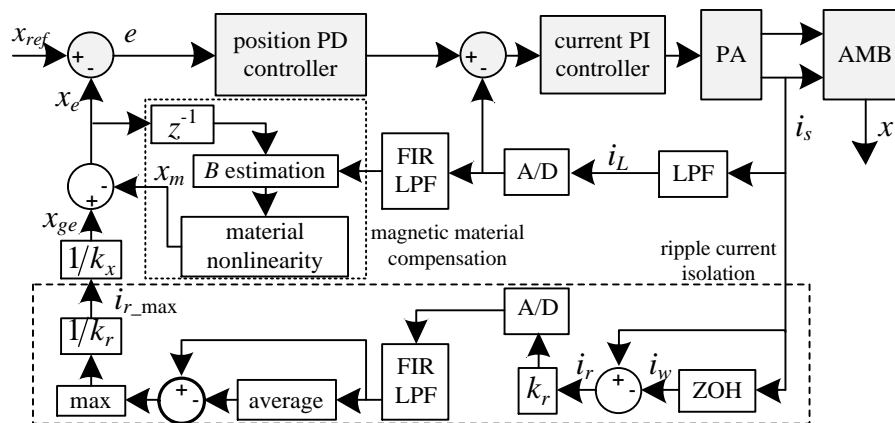 x_ref
+
-
e
position PD
controller
+
-
current PI
controller
PA
AMB
x_e
z^-1
i_s
x
x_m
B estimation
FIR
LPF
A/D
i_L
LPF
+
-
x_ge
material
nonlinearity
magnetic material
compensation
ripple current
isolation
1/k_x
i_r_max
1/k_r
A/D
FIR
LPF
+
-
i_r
i_w
k_r
+
-
ZOH
max
average